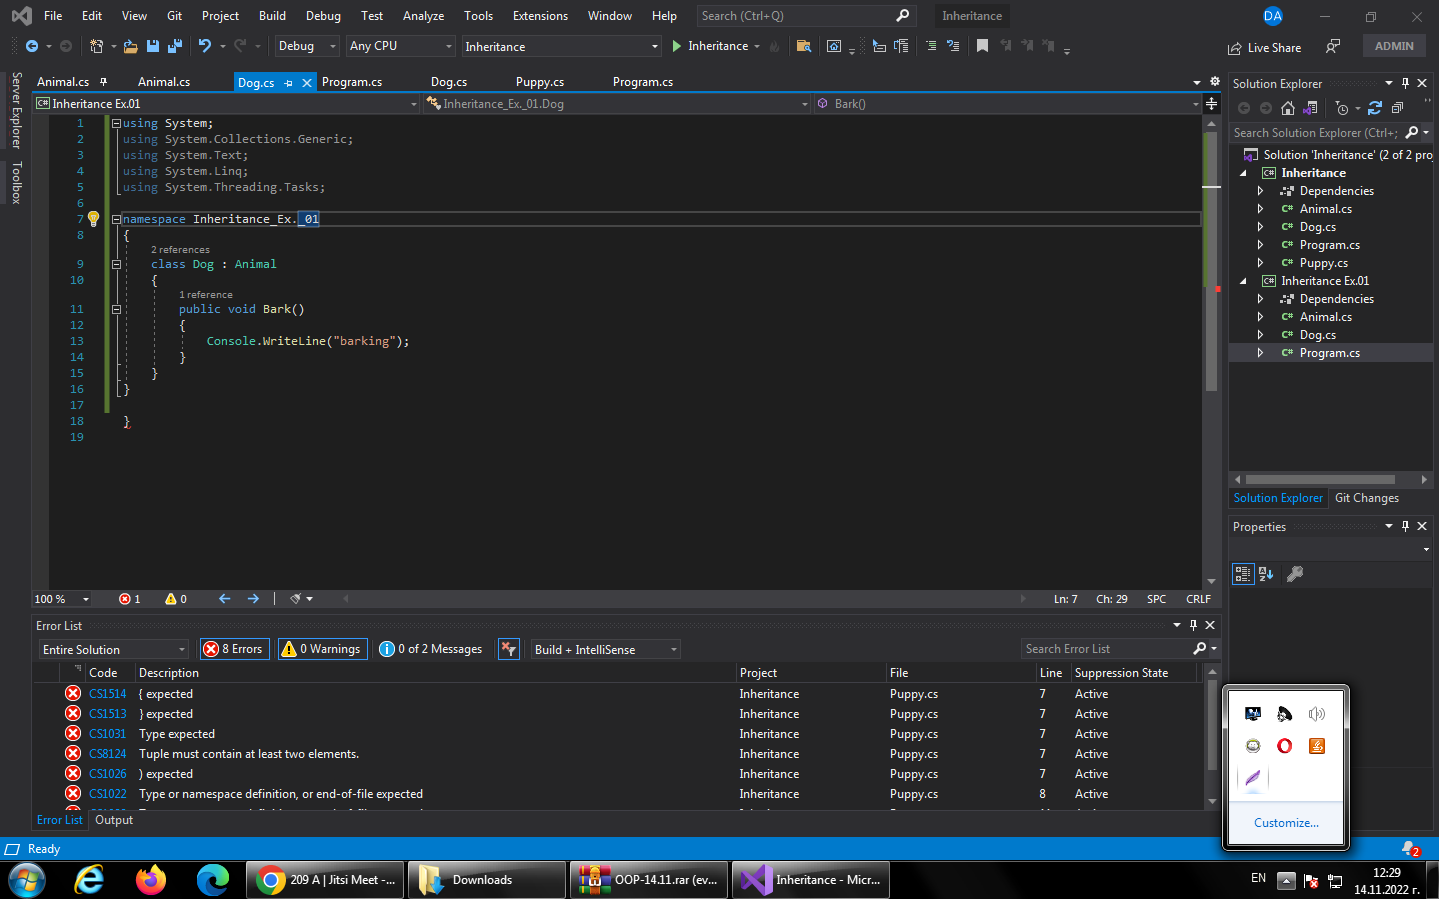 File Edit View Git Project Build Debug Test Analyze Tools Extensions Window Help Search (Ctrl+Q) Inheritance DA
Debug Any CPU Inheritance Inheritance Live Share ADMIN
Server Explorer
Toolbox
Animal.cs Animal.cs Dog.cs Program.cs Dog.cs Puppy.cs Program.cs
Inheritance Ex.01 Inheritance_Ex._01.Dog Bark()
1 using System;
2 using System.Collections.Generic;
3 using System.Text;
4 using System.Linq;
5 using System.Threading.Tasks;
6
7 namespace Inheritance_Ex._01
8 {
2 references
9 class Dog : Animal
10 {
1 reference
11 public void Bark()
12 {
13 Console.WriteLine("barking");
14 }
15 }
16 }
17
18 }
19
100 % 1 0 Ln: 7 Ch: 29 SPC CRLF
Solution Explorer
Search Solution Explorer (Ctrl+;
Solution 'Inheritance' (2 of 2 pro
Inheritance
Dependencies
Animal.cs
Dog.cs
Program.cs
Puppy.cs
Inheritance Ex.01
Dependencies
Animal.cs
Dog.cs
Program.cs
Solution Explorer Git Changes
Properties
Error List
Entire Solution 8 Errors 0 Warnings 0 of 2 Messages Build + IntelliSense Search Error List
Code Description Project File Line Suppression State
CS1514 { expected Inheritance Puppy.cs 7 Active
CS1513 } expected Inheritance Puppy.cs 7 Active
CS1031 Type expected Inheritance Puppy.cs 7 Active
CS8124 Tuple must contain at least two elements. Inheritance Puppy.cs 7 Active
CS1026 ) expected Inheritance Puppy.cs 7 Active
CS1022 Type or namespace definition, or end-of-file expected Inheritance Puppy.cs 8 Active
Error List Output
Customize...
Ready 2
209 A | Jitsi Meet -... Downloads OOP-14.11.rar (ev... Inheritance - Micr... EN 12:29
14.11.2022 г.